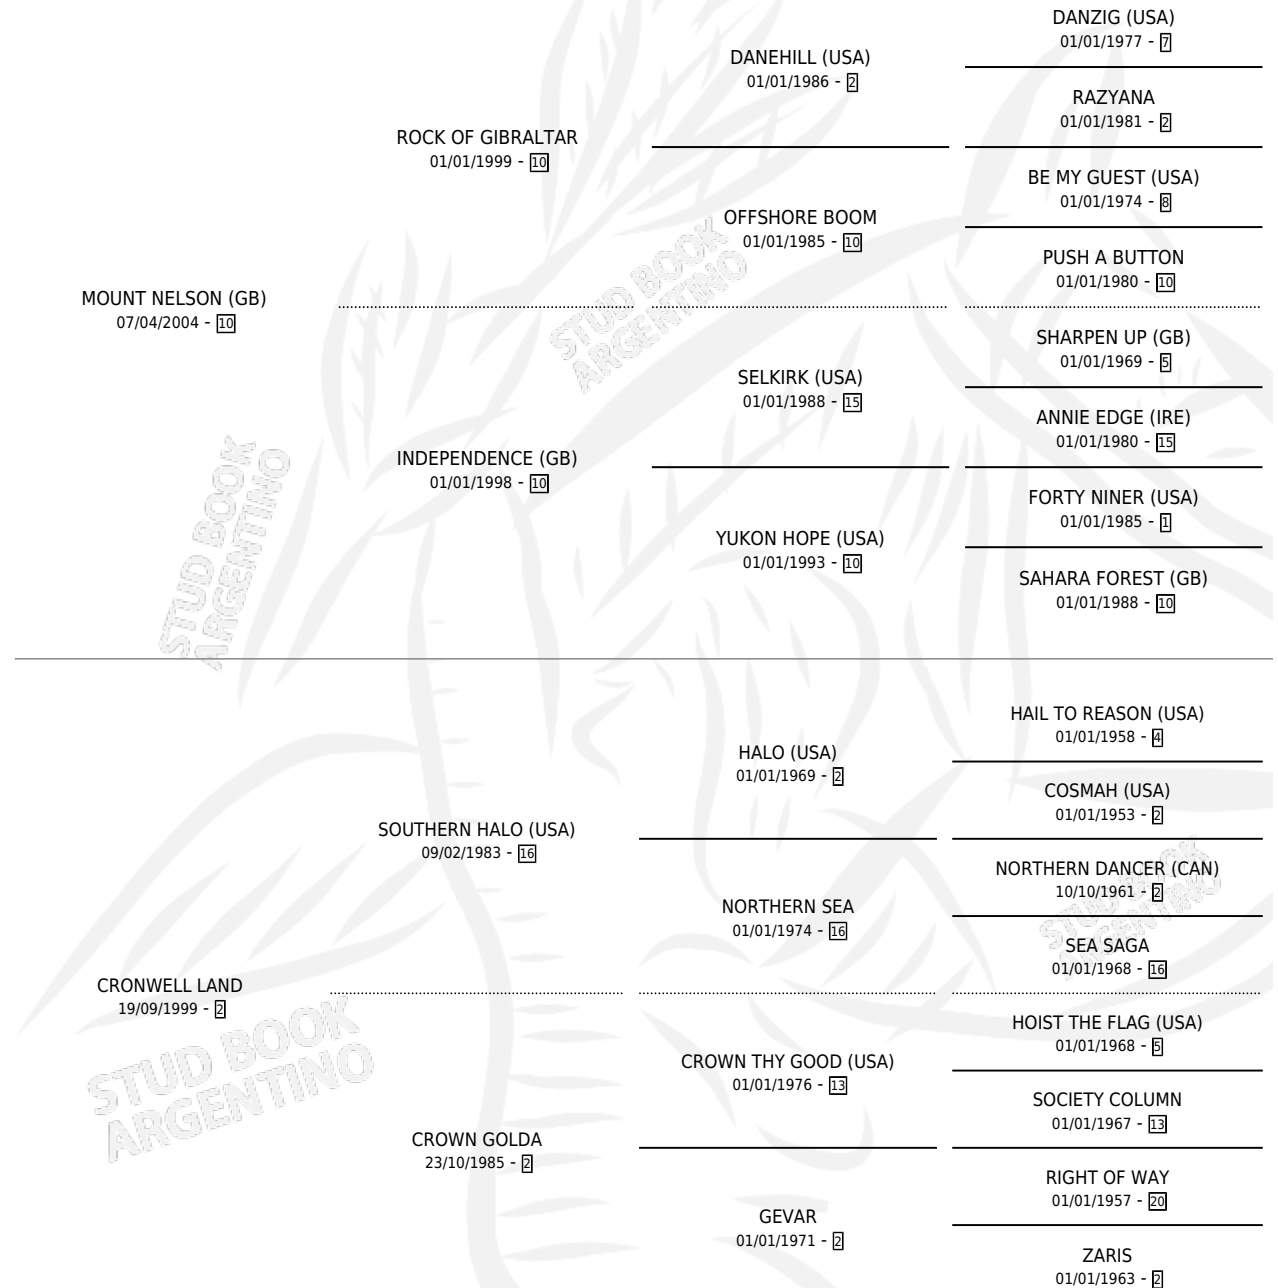 DANZIG (USA)
01/01/1977 - 7
DANEHILL (USA)
01/01/1986 - 2
RAZYANA
01/01/1981 - 2
ROCK OF GIBRALTAR
01/01/1999 - 10
BE MY GUEST (USA)
01/01/1974 - 8
OFFSHORE BOOM
01/01/1985 - 10
PUSH A BUTTON
01/01/1980 - 10
MOUNT NELSON (GB)
07/04/2004 - 10
SHARPEN UP (GB)
01/01/1969 - 5
SELKIRK (USA)
01/01/1988 - 15
ANNIE EDGE (IRE)
01/01/1980 - 15
INDEPENDENCE (GB)
01/01/1998 - 10
FORTY NINER (USA)
01/01/1985 - 1
YUKON HOPE (USA)
01/01/1993 - 10
SAHARA FOREST (GB)
01/01/1988 - 10
HAIL TO REASON (USA)
01/01/1958 - 4
HALO (USA)
01/01/1969 - 2
COSMAH (USA)
01/01/1953 - 2
SOUTHERN HALO (USA)
09/02/1983 - 16
NORTHERN DANCER (CAN)
10/10/1961 - 2
NORTHERN SEA
01/01/1974 - 16
SEA SAGA
01/01/1968 - 16
CRONWELL LAND
19/09/1999 - 2
HOIST THE FLAG (USA)
01/01/1968 - 5
CROWN THY GOOD (USA)
01/01/1976 - 13
SOCIETY COLUMN
01/01/1967 - 13
CROWN GOLDA
23/10/1985 - 2
RIGHT OF WAY
01/01/1957 - 20
GEVAR
01/01/1971 - 2
ZARIS
01/01/1963 - 2
STUD BOOK
ARGENTINO
STUD BOOK
ARGENTINO
STUD BOOK
ARGENTINO
STUD BOOK
ARGENTINO